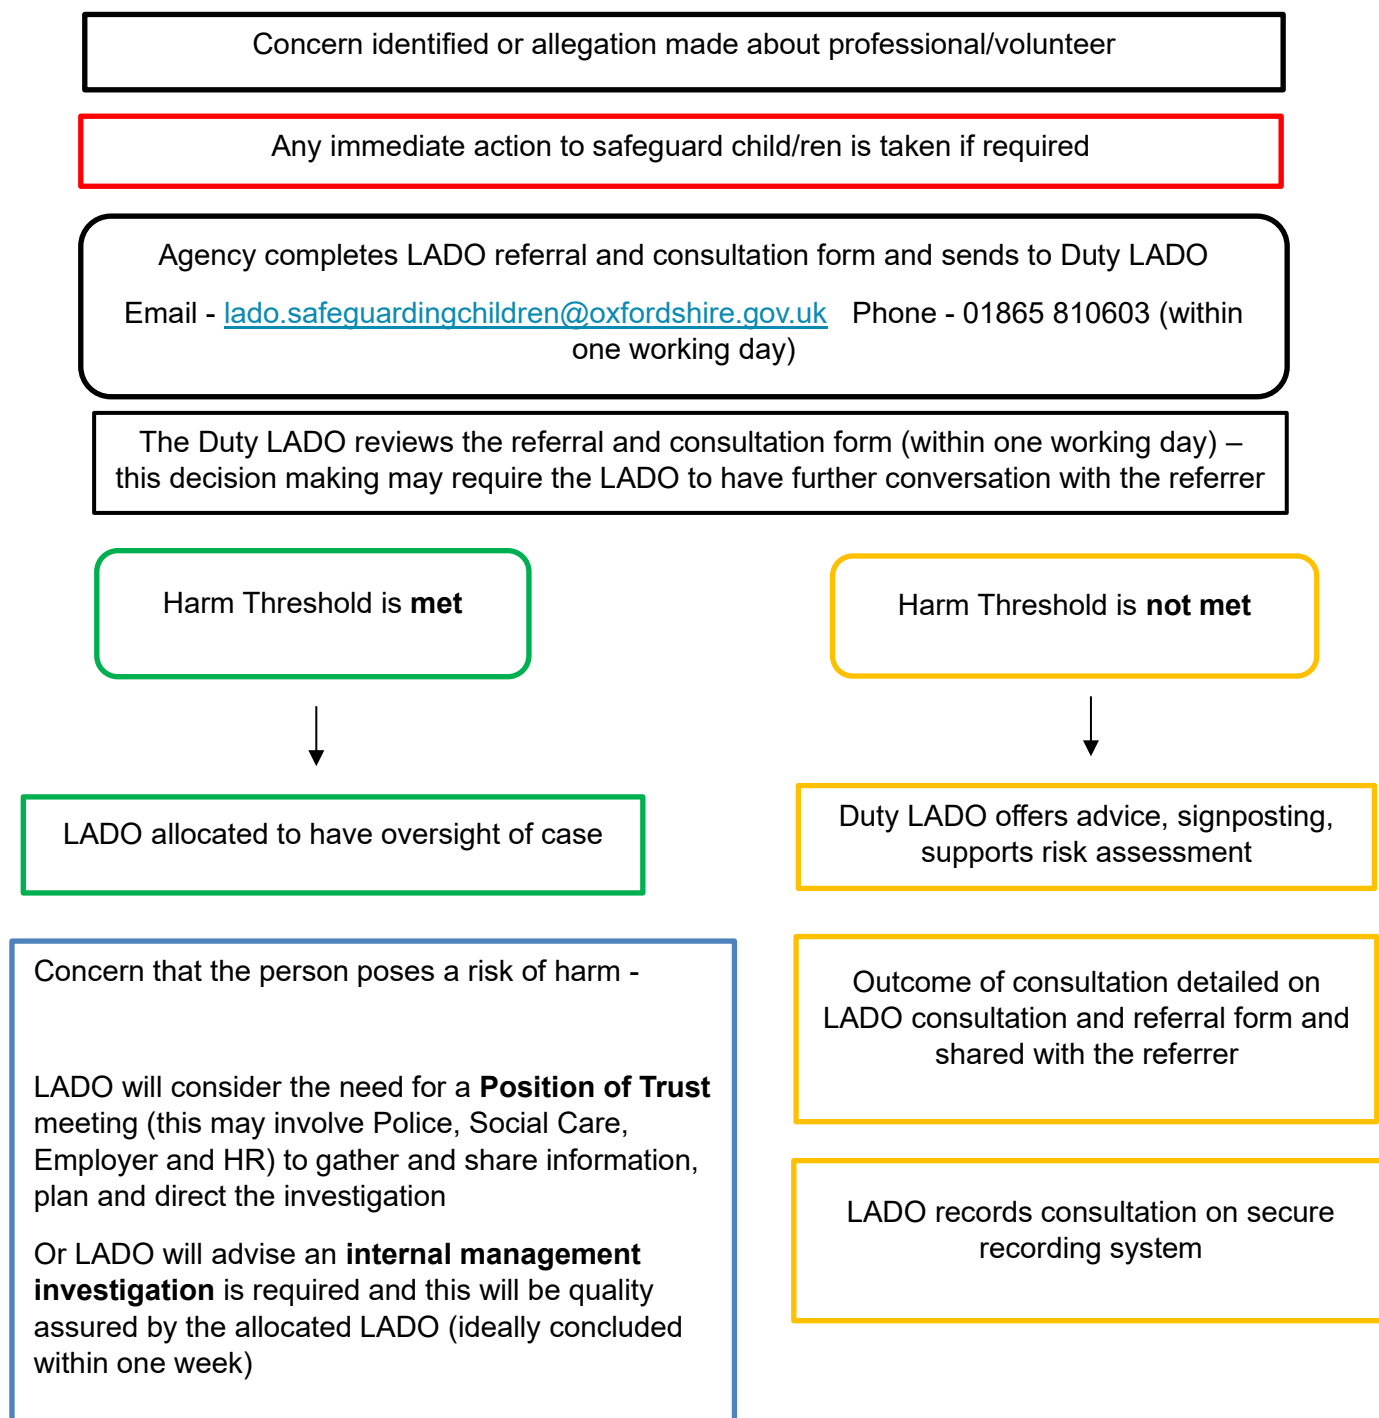 Concern identified or allegation made about professional/volunteer
Any immediate action to safeguard child/ren is taken if required
Agency completes LADO referral and consultation form and sends to Duty LADO
Email - lado.safeguardingchildren@oxfordshire.gov.uk Phone - 01865 810603 (within
one working day)
The Duty LADO reviews the referral and consultation form (within one working day) –
this decision making may require the LADO to have further conversation with the referrer
Harm Threshold is met
Harm Threshold is not met
LADO allocated to have oversight of case
Duty LADO offers advice, signposting,
supports risk assessment
Concern that the person poses a risk of harm -
LADO will consider the need for a Position of Trust
meeting (this may involve Police, Social Care,
Employer and HR) to gather and share information,
plan and direct the investigation
Or LADO will advise an internal management
investigation is required and this will be quality
assured by the allocated LADO (ideally concluded
within one week)
Outcome of consultation detailed on
LADO consultation and referral form and
shared with the referrer
LADO records consultation on secure
recording system